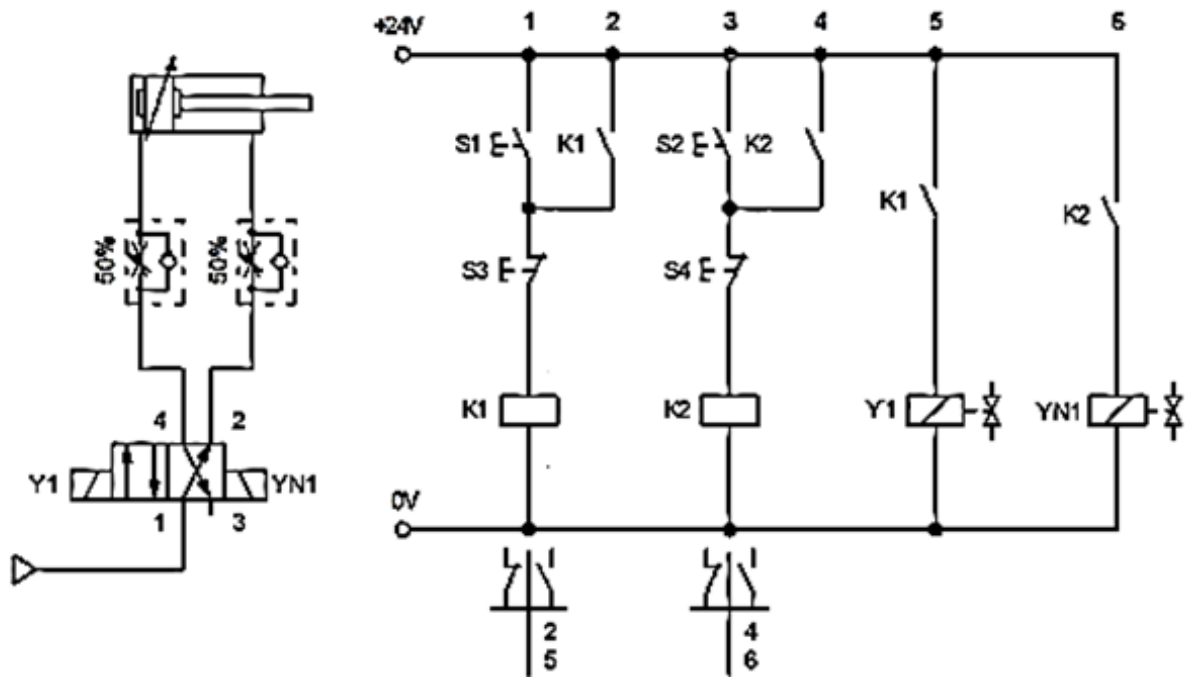 +24V 1 2 3 4 5 6
S1 K1 S2 K2
K1 K2
50% 50%
S3 S4
4 2
K1 K2 Y1 YN1
Y1 YN1
1 3
0V
2 4
5 6